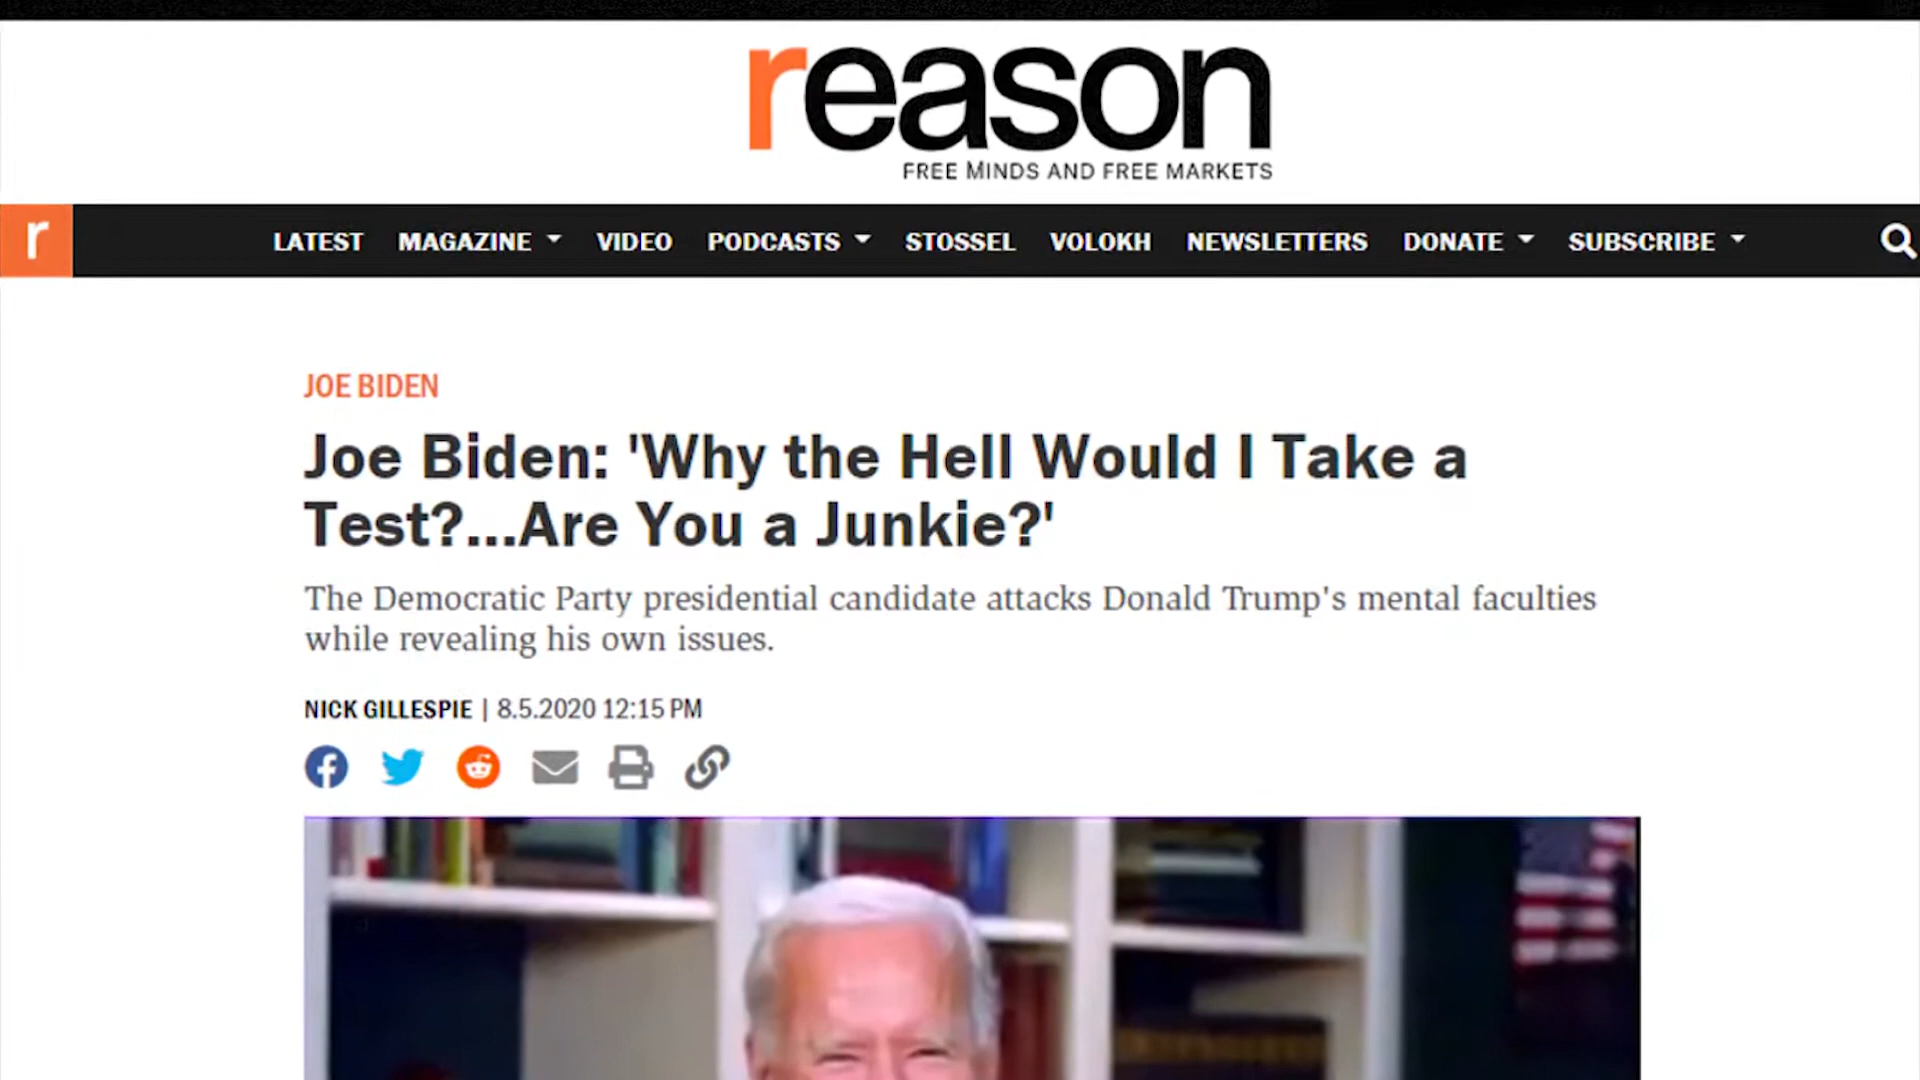 reason
FREE MINDS AND FREE MARKETS
r LATEST MAGAZINE VIDEO PODCASTS STOSSEL VOLOKH NEWSLETTERS DONATE SUBSCRIBE
JOE BIDEN
Joe Biden: 'Why the Hell Would I Take a
Test?...Are You a Junkie?'
The Democratic Party presidential candidate attacks Donald Trump's mental faculties
while revealing his own issues.
NICK GILLESPIE | 8.5.2020 12:15 PM